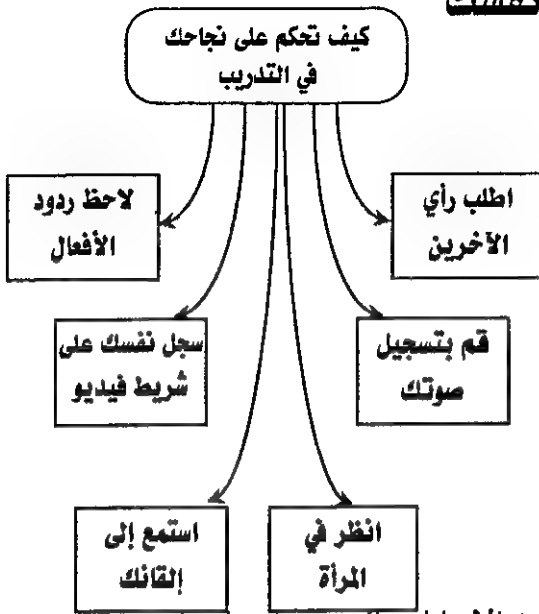 كيف تحكم على نجاحك
في التدريب
اطلب رأي
الآخرين
لاحظ ردود
الأفعال
قم بتسجيل
صوتك
سجل نفسك على
شريط فيديو
انظر في
المرآة
استمع إلى
إلقائك